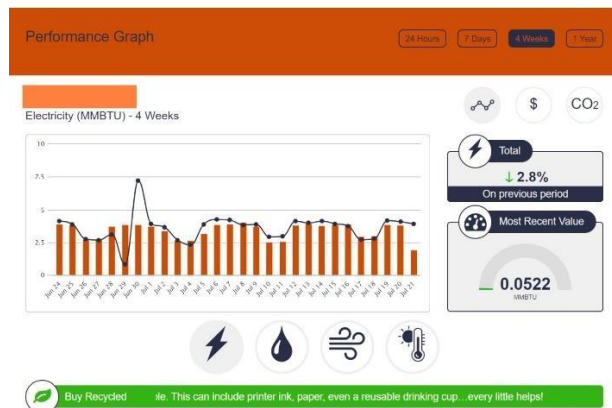 Performance Graph
24 Hours
7 Days
4 Weeks
1 Year
Electricity (MMBTU) - 4 Weeks
$
CO2
10
7.5
5
2.5
0
Jun 24
Jun 25
Jun 26
Jun 27
Jun 28
Jun 29
Jun 30
Jul 1
Jul 2
Jul 3
Jul 4
Jul 5
Jul 6
Jul 7
Jul 8
Jul 9
Jul 10
Jul 11
Jul 12
Jul 13
Jul 14
Jul 15
Jul 16
Jul 17
Jul 18
Jul 19
Jul 20
Jul 21
Total
↓ 2.8%
On previous period
Most Recent Value
0.0522
MMBTU
Buy Recycled
le. This can include printer ink, paper, even a reusable drinking cup...every little helps!